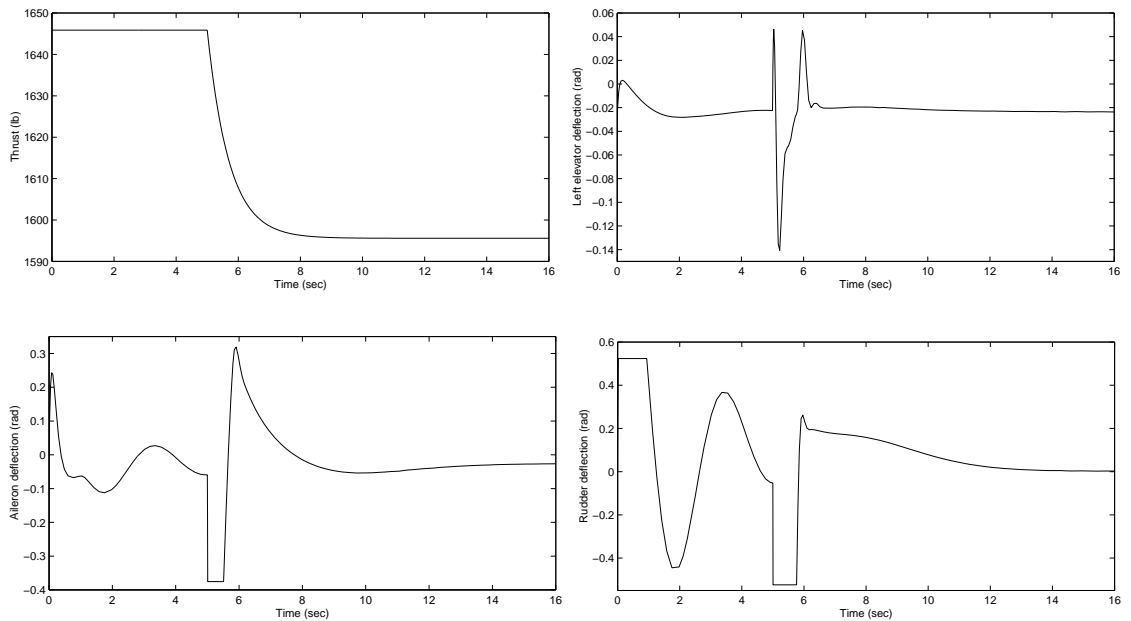 1650
1640
1630
1620
1610
1600
1590
Thrust (lb)
0 2 4 6 8 10 12 14 16
Time (sec)
0.06
0.04
0.02
0
−0.02
−0.04
−0.06
−0.08
−0.1
−0.12
−0.14
Left elevator deflection (rad)
0 2 4 6 8 10 12 14 16
Time (sec)
0.3
0.2
0.1
0
−0.1
−0.2
−0.3
−0.4
Aileron deflection (rad)
0 2 4 6 8 10 12 14 16
Time (sec)
0.6
0.4
0.2
0
−0.2
−0.4
Rudder deflection (rad)
0 2 4 6 8 10 12 14 16
Time (sec)